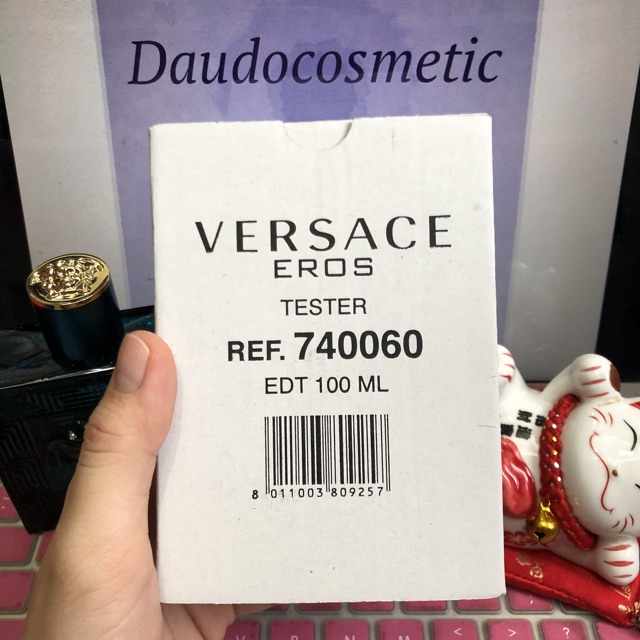 Daudocosmetic
VERSACE
EROS
TESTER
REF. 740060
EDT 100 ML
8 011003 809257